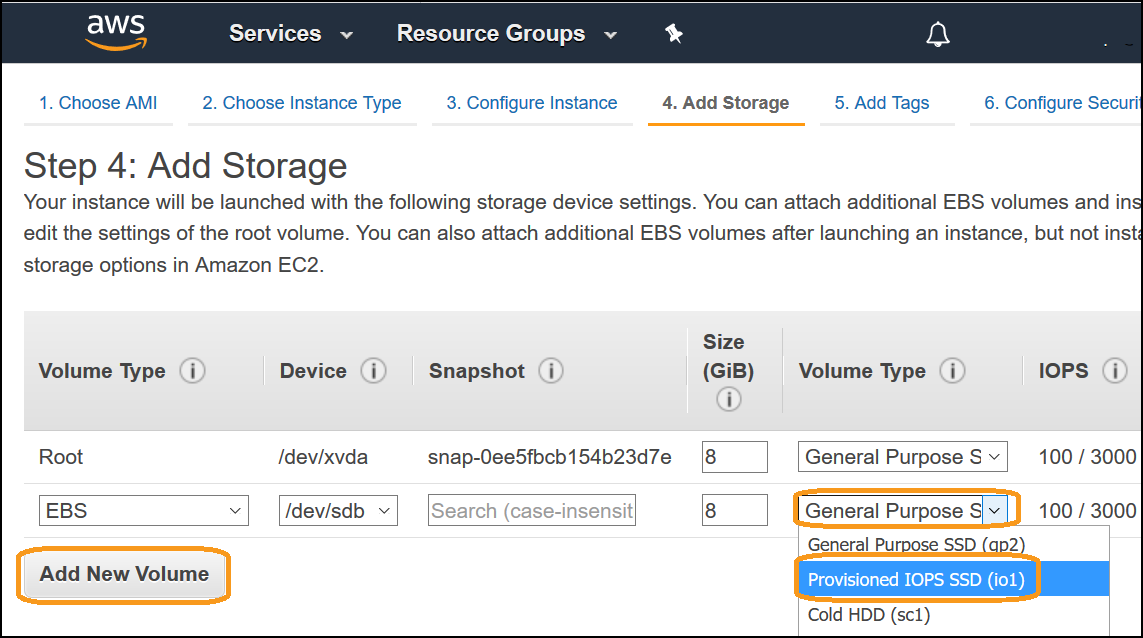 aws
Services
Resource Groups
1. Choose AMI
2. Choose Instance Type
3. Configure Instance
4. Add Storage
5. Add Tags
6. Configure Securit
Step 4: Add Storage
Your instance will be launched with the following storage device settings. You can attach additional EBS volumes and ins
edit the settings of the root volume. You can also attach additional EBS volumes after launching an instance, but not insta
storage options in Amazon EC2.
Volume Type i
Device i
Snapshot i
Size
(GiB)
i
Volume Type i
IOPS i
Root
/dev/xvda
snap-0ee5fbcb154b23d7e
8
General Purpose S
100 / 3000
EBS
/dev/sdb
Search (case-insensit
8
General Purpose S
100 / 3000
General Purpose SSD (gp2)
Provisioned IOPS SSD (io1)
Cold HDD (sc1)
Add New Volume